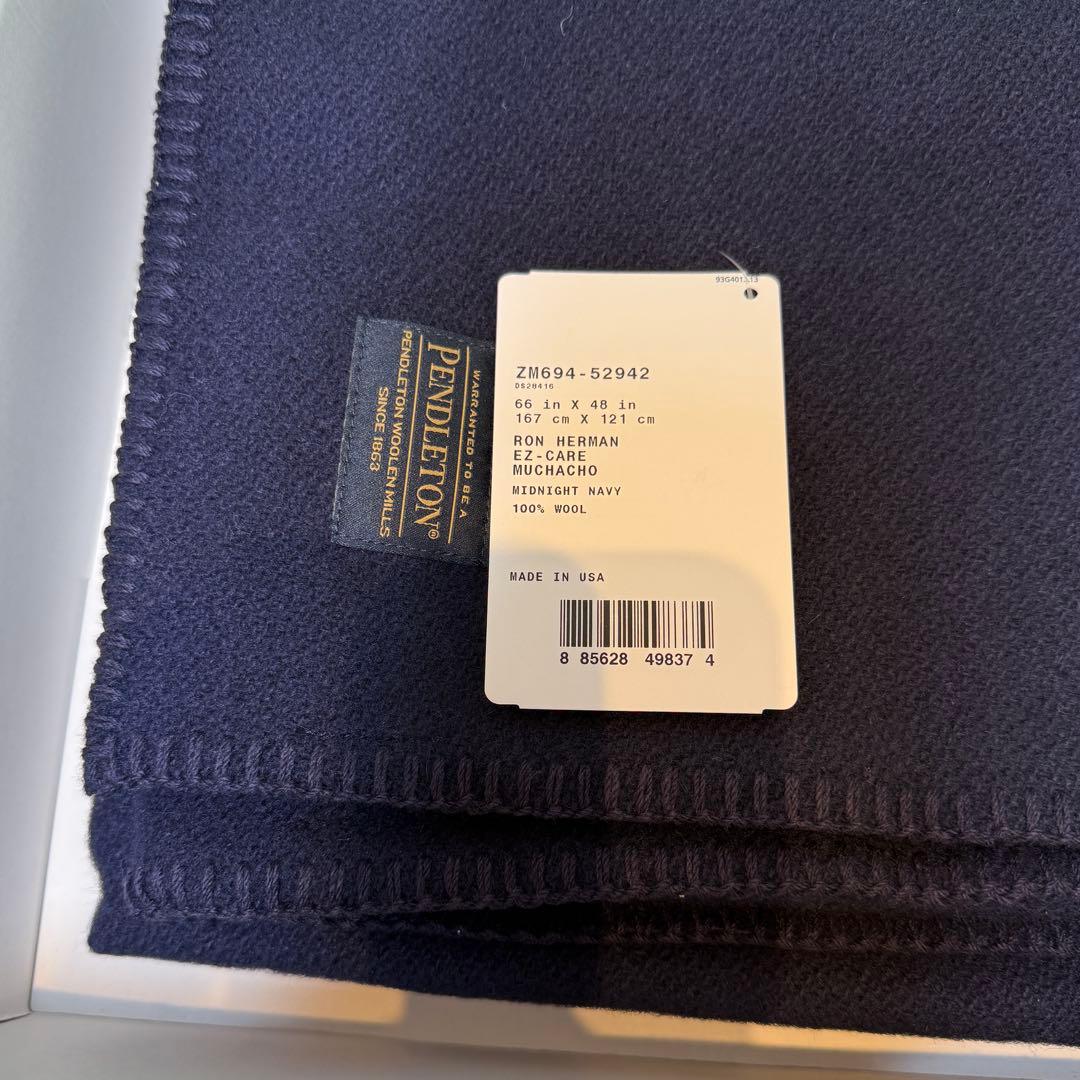 WARRANTED TO BE A
PENDLETON®
PENDLETON WOOLEN MILLS
SINCE 1863
ZM694-52942
DS28416
66 in X 48 in
167 cm X 121 cm
RON HERMAN
EZ-CARE
MUCHACHO
MIDNIGHT NAVY
100% WOOL
MADE IN USA
8 85628 49837 4